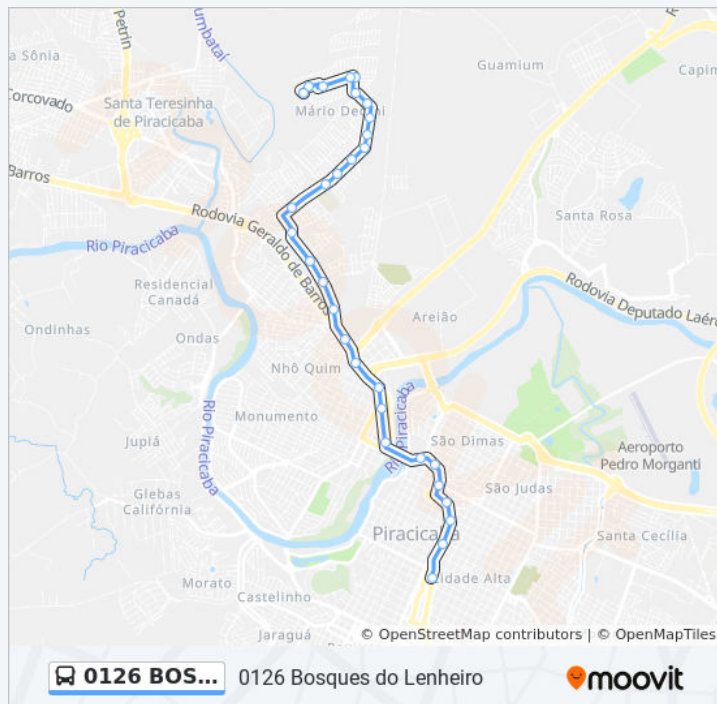 Petrin
umbataí
a Sônia
Guamium
Capim
Corcovado
Mário Dedini
Santa Teresinha
de Piracicaba
Barros
Rodovia Geraldo de Barros
Santa Rosa
Rio Piracicaba
Residencial
Canadá
Rodovia Deputado Laér
Ondinhas
Ondas
Areião
Nhô Quim
Rio Piracicaba
Rio Piracicaba
Monumento
São Dimas
Jupiá
Aeroporto
Pedro Morganti
Glebas
Califórnia
São Judas
Piracicaba
Santa Cecília
Morato
Cidade Alta
Castelinho
Jaraguá
© OpenStreetMap contributors | © OpenMapTiles
0126 BOS...
0126 Bosques do Lenheiro
moovit